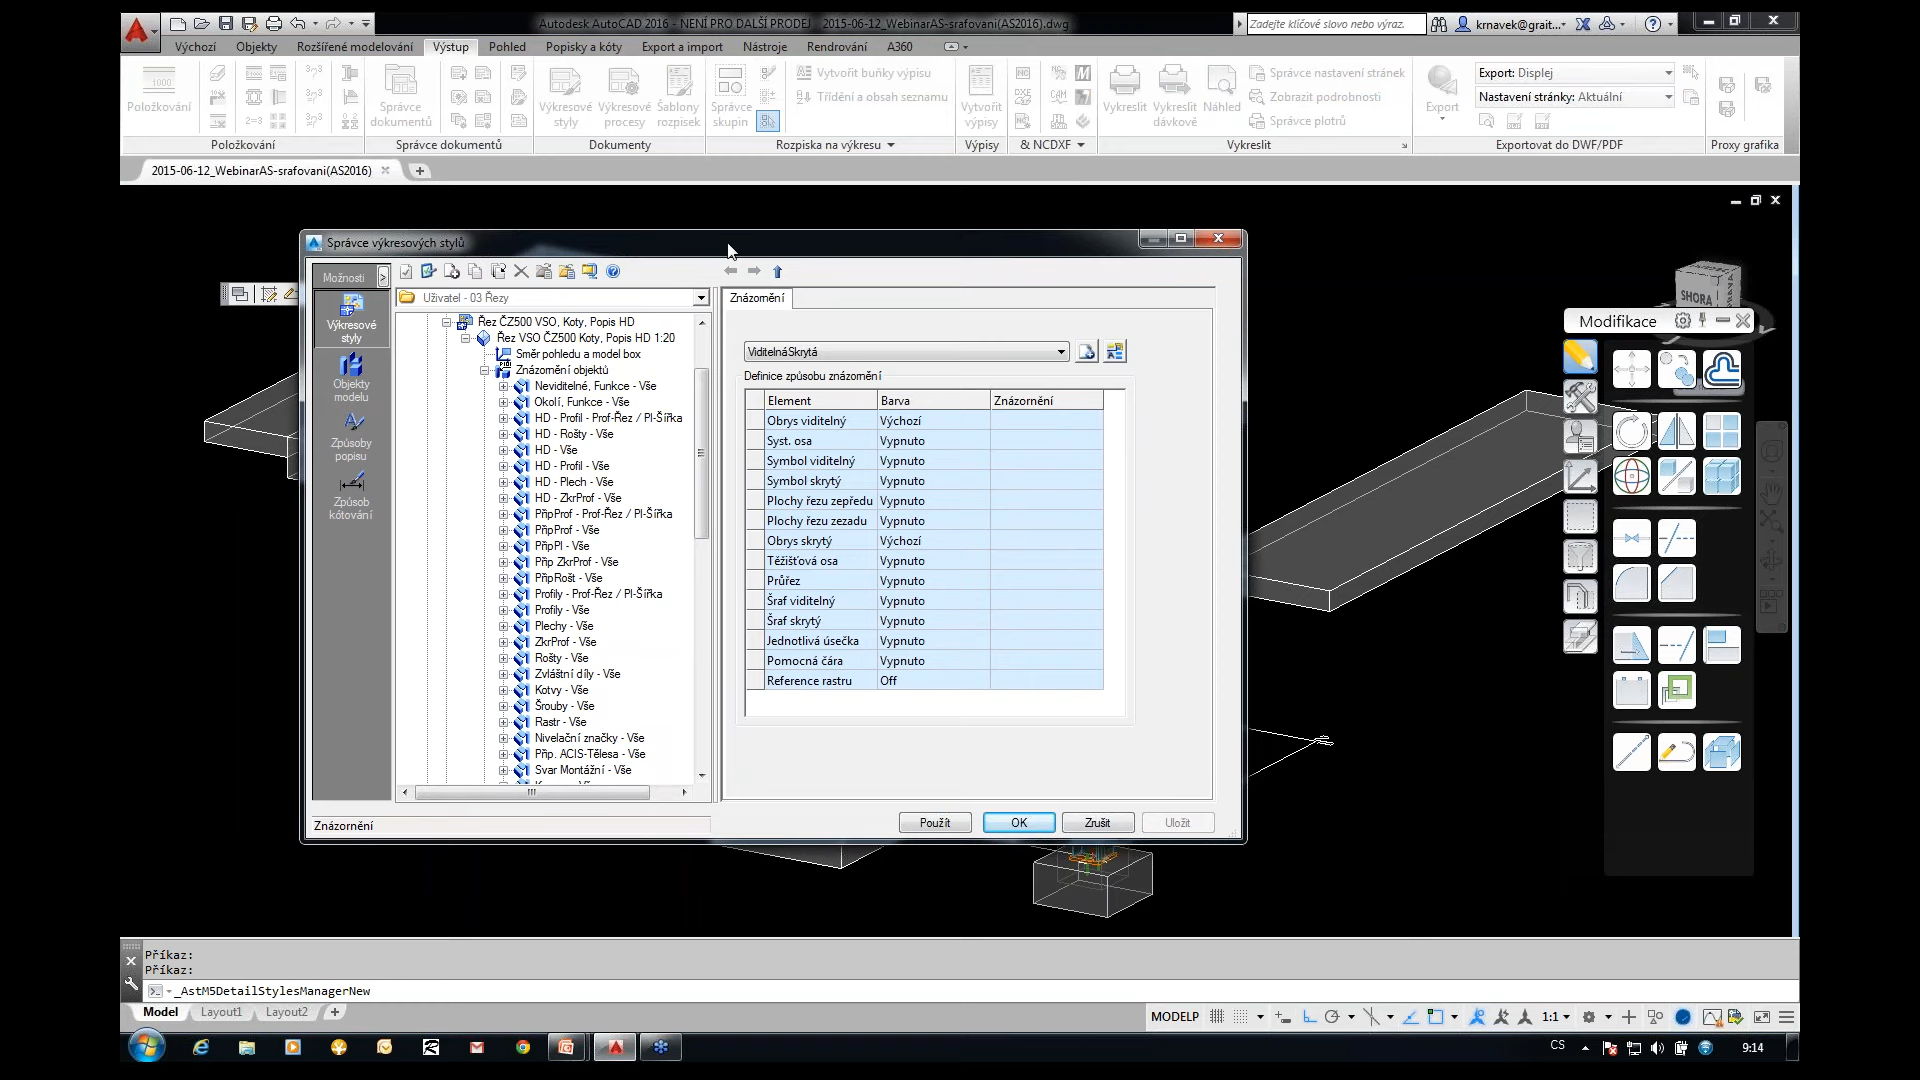 Autodesk AutoCAD 2016 - NENÍ PRO DALŠÍ PRODEJ 2015-06-12_WebinarAS-srafovani(AS2016).dwg
Zadejte klíčové slovo nebo výraz.
krnavek@grait...
Výchozí Objekty Rozšířené modelování Výstup Pohled Popisky a kóty Export a import Nástroje Rendrování A360
Položkování
Správce dokumentů
Výkresové styly
Výkresové procesy
Šablony rozpisek
Správce skupin
Vytvořit buňky výpisu
Třídění a obsah seznamu
Vytvořit výpisy
Vykreslit
Vykreslit dávkově
Náhled
Správce nastavení stránek
Zobrazit podrobnosti
Správce plotrů
Export
Export: Displej
Nastavení stránky: Aktuální
Položkování Správce dokumentů Dokumenty Rozpiska na výkresu Výpisy & NCDXF Vykreslit Exportovat do DWF/PDF Proxy grafika
2015-06-12_WebinarAS-srafovani(AS2016)
Správce výkresových stylů
Možnosti
Výkresové styly
Objekty modelu
Způsoby popisu
Způsob kótování
Uživatel - 03 Řezy
Řez ČZ500 VSO, Koty, Popis HD
Řez VSO ČZ500 Koty, Popis HD 1:20
Směr pohledu a model box
Znázornění objektů
Neviditelné, Funkce - Vše
Okolí, Funkce - Vše
HD - Profil - Prof-Řez / Pl-Šířka
HD - Rošty - Vše
HD - Vše
HD - Profil - Vše
HD - Plech - Vše
HD - ZkrProf - Vše
PřipProf - Prof-Řez / Pl-Šířka
PřipProf - Vše
PřipPl - Vše
Přip ZkrProf - Vše
PřipRošt - Vše
Profily - Prof-Řez / Pl-Šířka
Profily - Vše
Plechy - Vše
ZkrProf - Vše
Rošty - Vše
Zvláštní díly - Vše
Kotvy - Vše
Šrouby - Vše
Rastr - Vše
Nivelační značky - Vše
Přip. ACIS-Tělesa - Vše
Svar Montážní - Vše
Znázornění
Znázornění
ViditelnáSkrytá
Definice způsobu znázornění
Element Barva Znázornění
Obrys viditelný Výchozí
Syst. osa Vypnuto
Symbol viditelný Vypnuto
Symbol skrytý Vypnuto
Plochy řezu zepředu Vypnuto
Plochy řezu zezadu Vypnuto
Obrys skrytý Výchozí
Těžišťová osa Vypnuto
Průřez Vypnuto
Šraf viditelný Vypnuto
Šraf skrytý Vypnuto
Jednotlivá úsečka Vypnuto
Pomocná čára Vypnuto
Reference rastru Off
Použít OK Zrušit Uložit
SHORA
Modifikace
Příkaz:
Příkaz:
_AstM5DetailStylesManagerNew
Model Layout1 Layout2
MODELP
1:1
CS
9:14